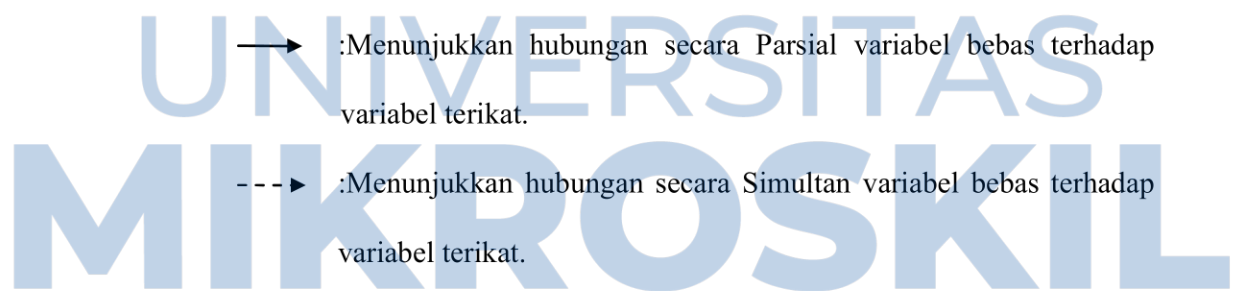 UNIVERSITAS
MIKROSKIL
:Menunjukkan hubungan secara Parsial variabel bebas terhadap
variabel terikat.
:Menunjukkan hubungan secara Simultan variabel bebas terhadap
variabel terikat.